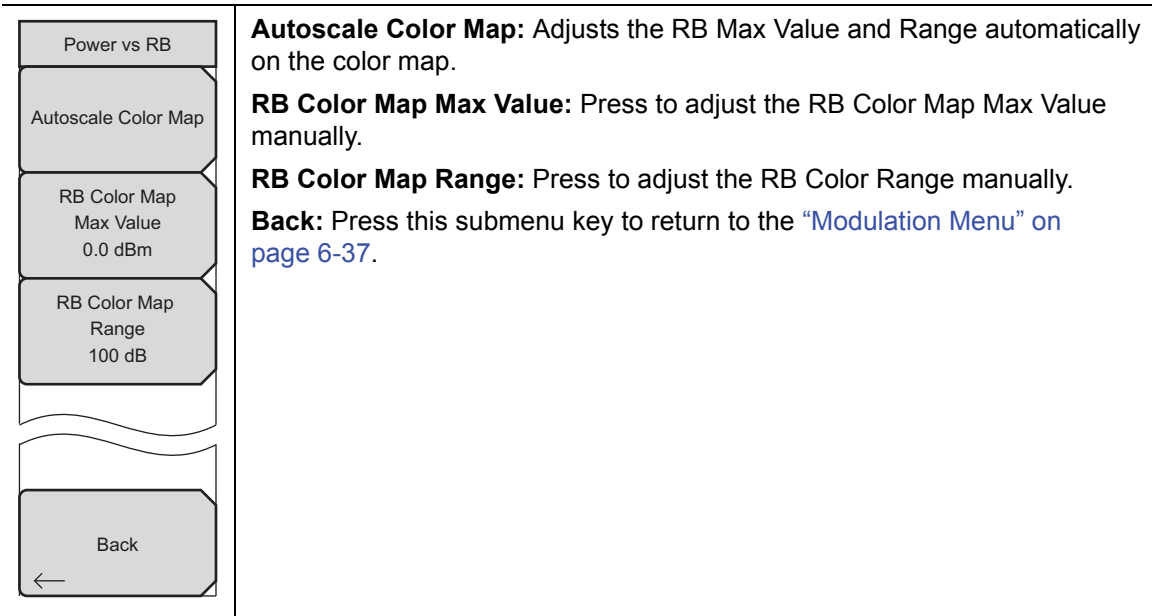 Power vs RB
Autoscale Color Map
RB Color Map
Max Value
0.0 dBm
RB Color Map
Range
100 dB
Back
Autoscale Color Map: Adjusts the RB Max Value and Range automatically
on the color map.
RB Color Map Max Value: Press to adjust the RB Color Map Max Value
manually.
RB Color Map Range: Press to adjust the RB Color Range manually.
Back: Press this submenu key to return to the “Modulation Menu” on
page 6-37.